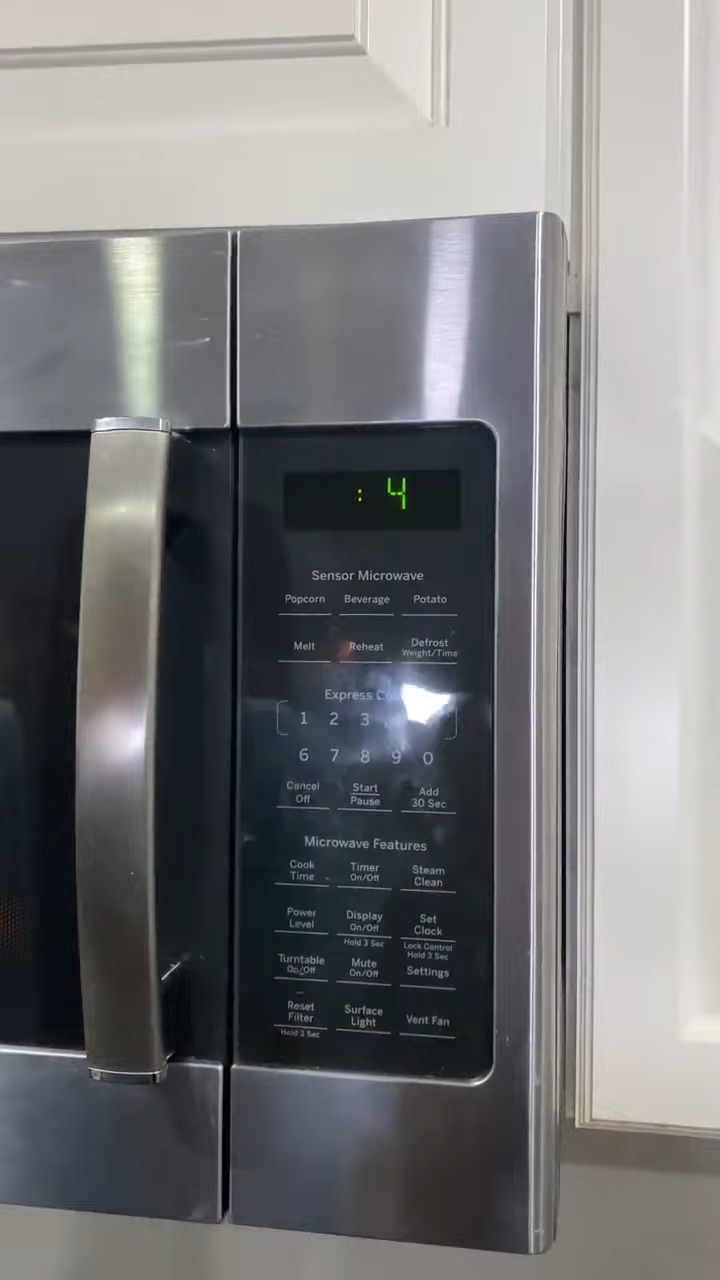 : 4
Sensor Microwave
Popcorn Beverage Potato
Melt Reheat Defrost
Weight/Time
Express
1 2 3
6 7 8 9 0
Cancel Start Add
Off Pause 30 Sec
Microwave Features
Cook Timer Steam
Time On/Off Clean
Power Display Set
Level On/Off Clock
Hold 3 Sec Lock Control
Hold 3 Sec
Turntable Mute Settings
On/Off On/Off
Reset Surface Vent Fan
Filter Light
Hold 3 Sec